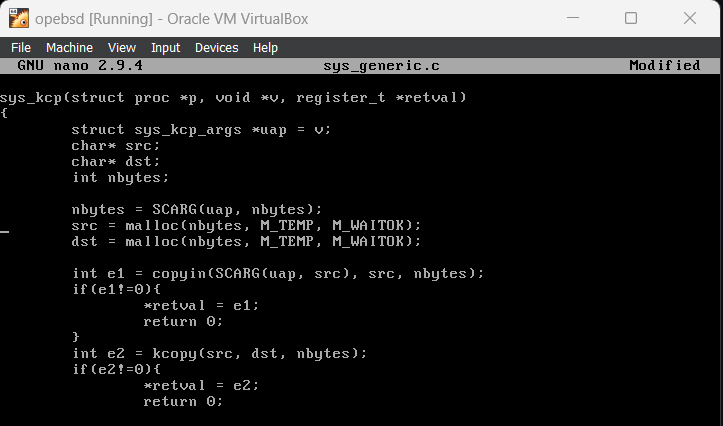 opebsd [Running] - Oracle VM VirtualBox
File Machine View Input Devices Help
GNU nano 2.9.4 sys_generic.c Modified
sys_kcp(struct proc *p, void *v, register_t *retval)
{
struct sys_kcp_args *uap = v;
char* src;
char* dst;
int nbytes;
nbytes = SCARG(uap, nbytes);
src = malloc(nbytes, M_TEMP, M_WAITOK);
dst = malloc(nbytes, M_TEMP, M_WAITOK);
int e1 = copyin(SCARG(uap, src), src, nbytes);
if(e1!=0){
*retval = e1;
return 0;
}
int e2 = kcopy(src, dst, nbytes);
if(e2!=0){
*retval = e2;
return 0;